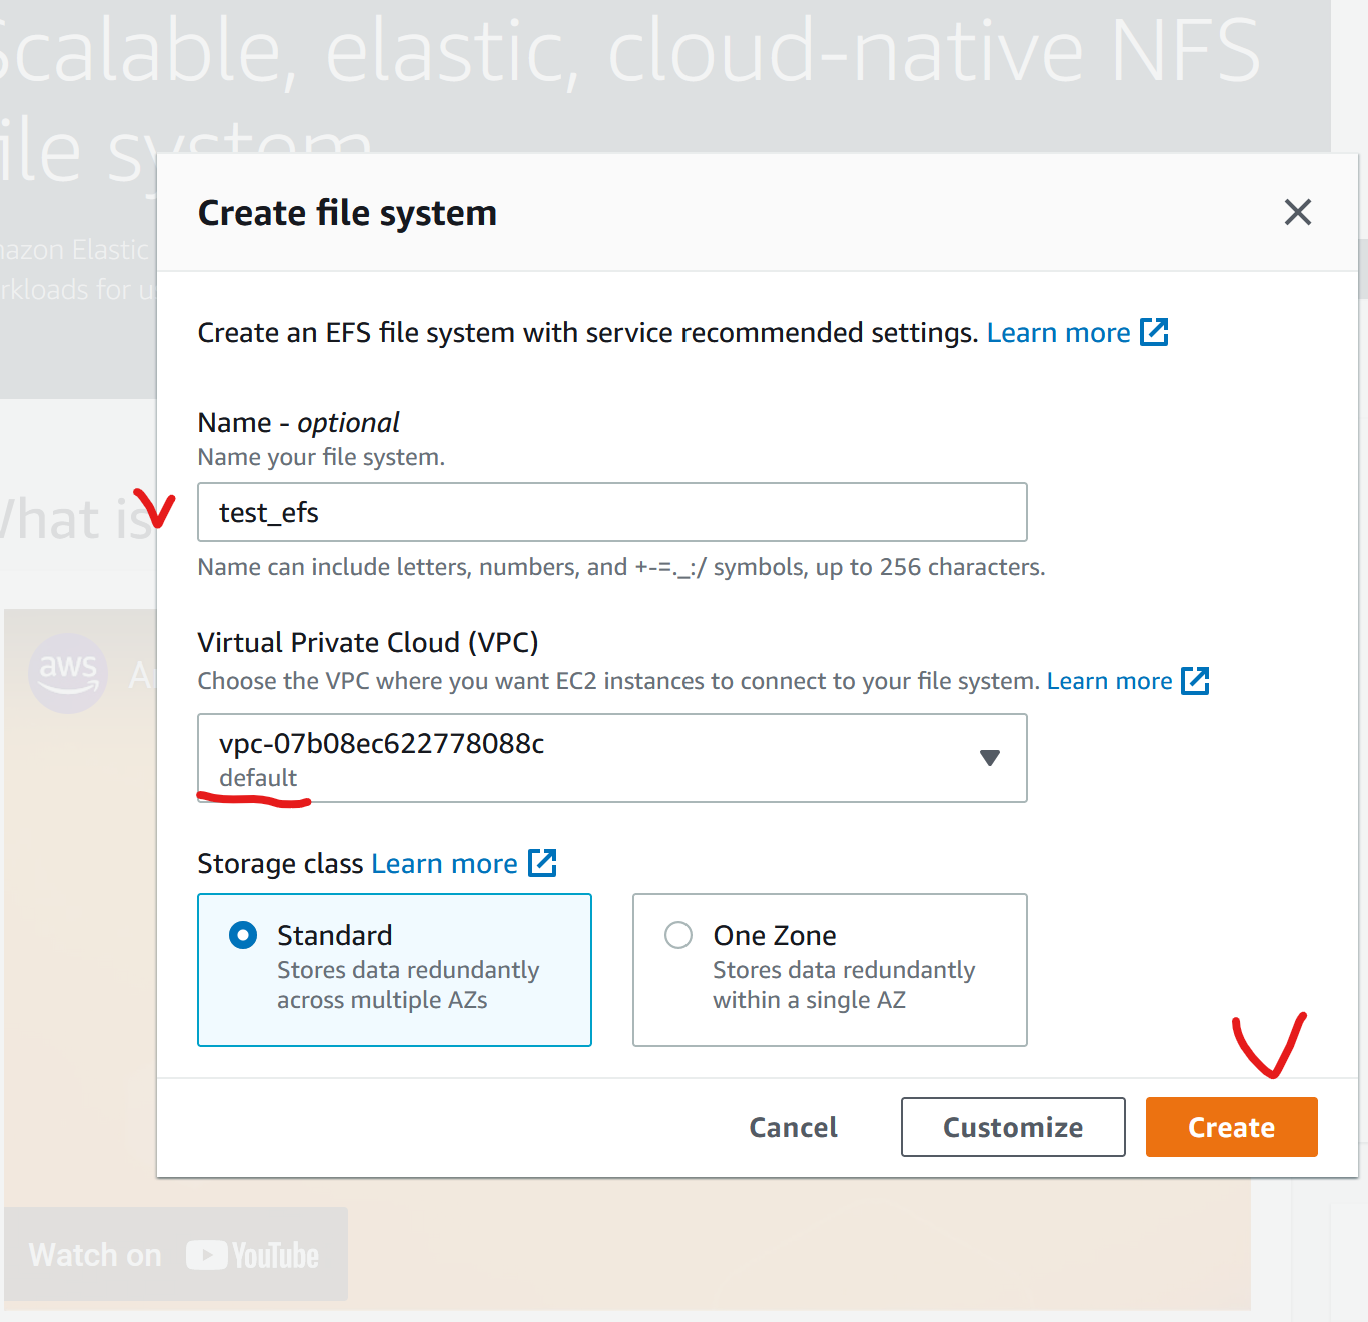 Scalable, elastic, cloud-native NFS
file system
Amazon Elastic
workloads for
Create file system
Create an EFS file system with service recommended settings. Learn more
Name - optional
Name your file system.
What is
test_efs
Name can include letters, numbers, and +-=._:/ symbols, up to 256 characters.
Virtual Private Cloud (VPC)
aws
Choose the VPC where you want EC2 instances to connect to your file system. Learn more
vpc-07b08ec622778088c
default
Storage class Learn more
Standard
Stores data redundantly
across multiple AZs
One Zone
Stores data redundantly
within a single AZ
Cancel
Customize
Create
Watch on YouTube